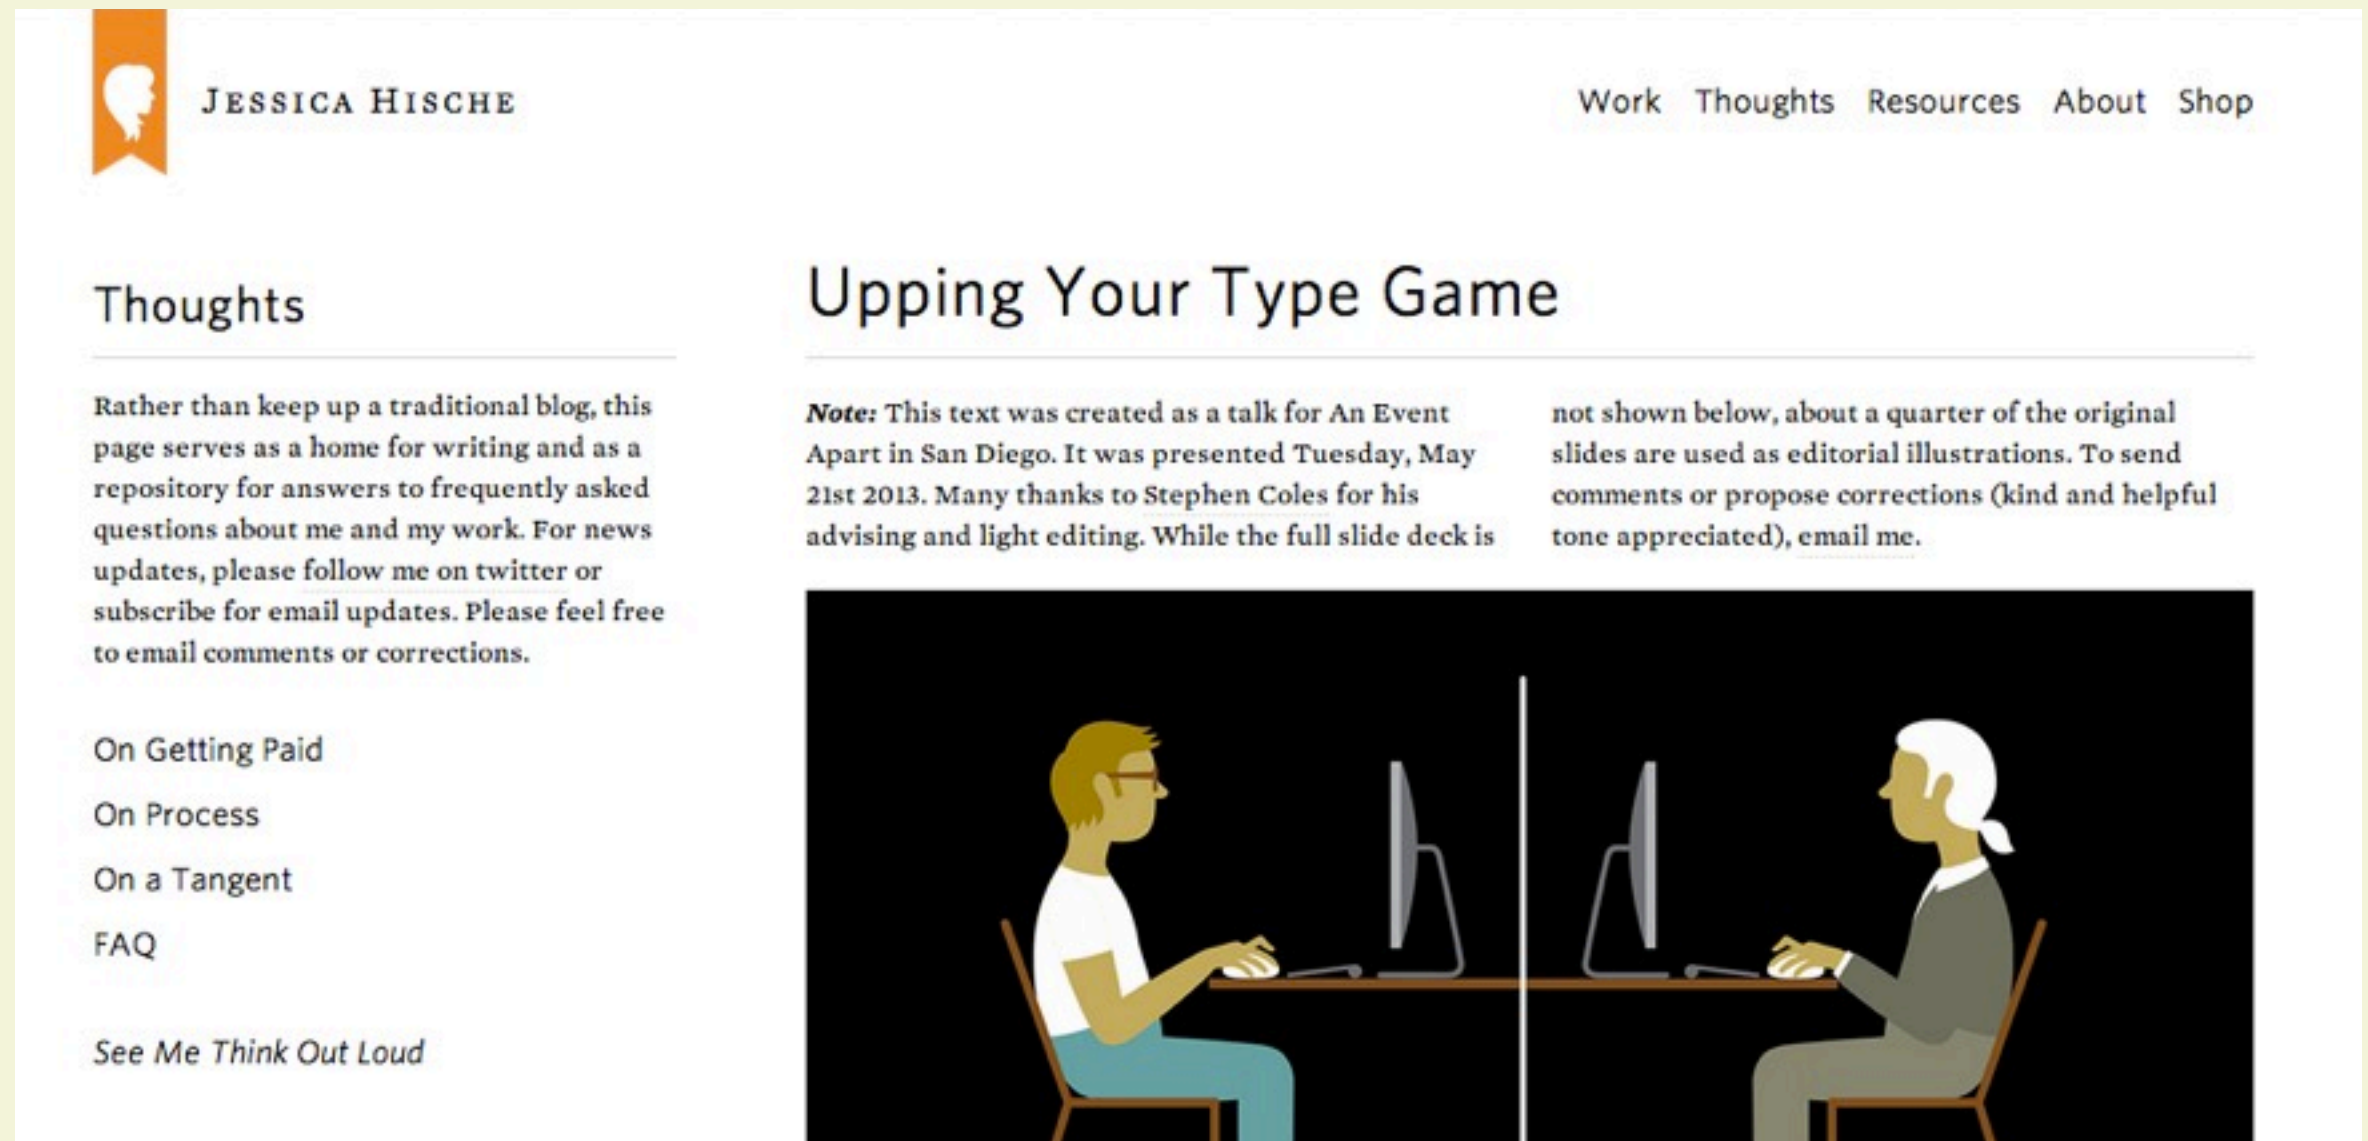 JESSICA HISCHE
Work Thoughts Resources About Shop
Thoughts
Rather than keep up a traditional blog, this
page serves as a home for writing and as a
repository for answers to frequently asked
questions about me and my work. For news
updates, please follow me on twitter or
subscribe for email updates. Please feel free
to email comments or corrections.
On Getting Paid
On Process
On a Tangent
FAQ
See Me Think Out Loud
Upping Your Type Game
Note: This text was created as a talk for An Event
Apart in San Diego. It was presented Tuesday, May
21st 2013. Many thanks to Stephen Coles for his
advising and light editing. While the full slide deck is
not shown below, about a quarter of the original
slides are used as editorial illustrations. To send
comments or propose corrections (kind and helpful
tone appreciated), email me.